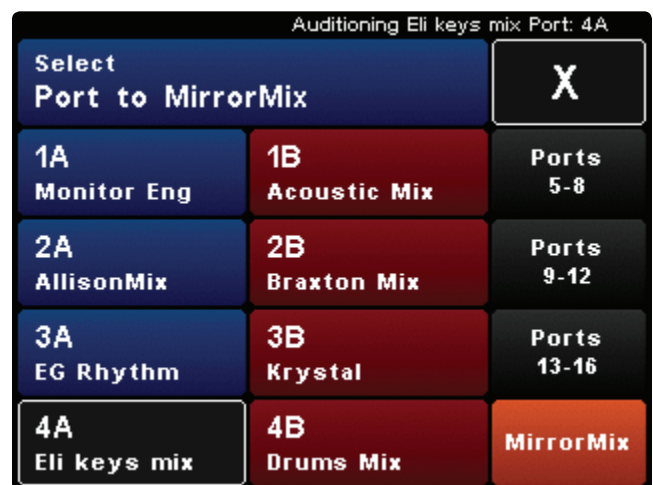 Auditioning Eli keys mix Port: 4A
Select
Port to MirrorMix
X
1A
Monitor Eng
1B
Acoustic Mix
Ports
5-8
2A
AllisonMix
2B
Braxton Mix
Ports
9-12
3A
EG Rhythm
3B
Krystal
Ports
13-16
4A
Eli keys mix
4B
Drums Mix
MirrorMix